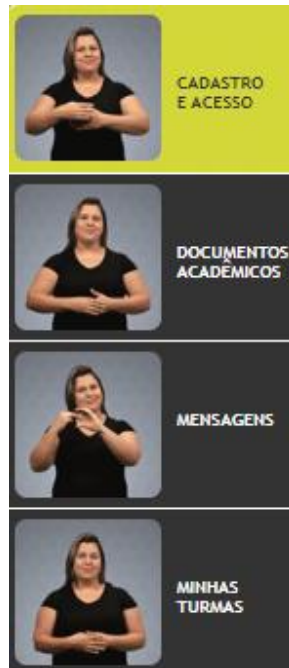 CADASTRO
E ACESSO
DOCUMENTOS
ACADÊMICOS
MENSAGENS
MINHAS
TURMAS